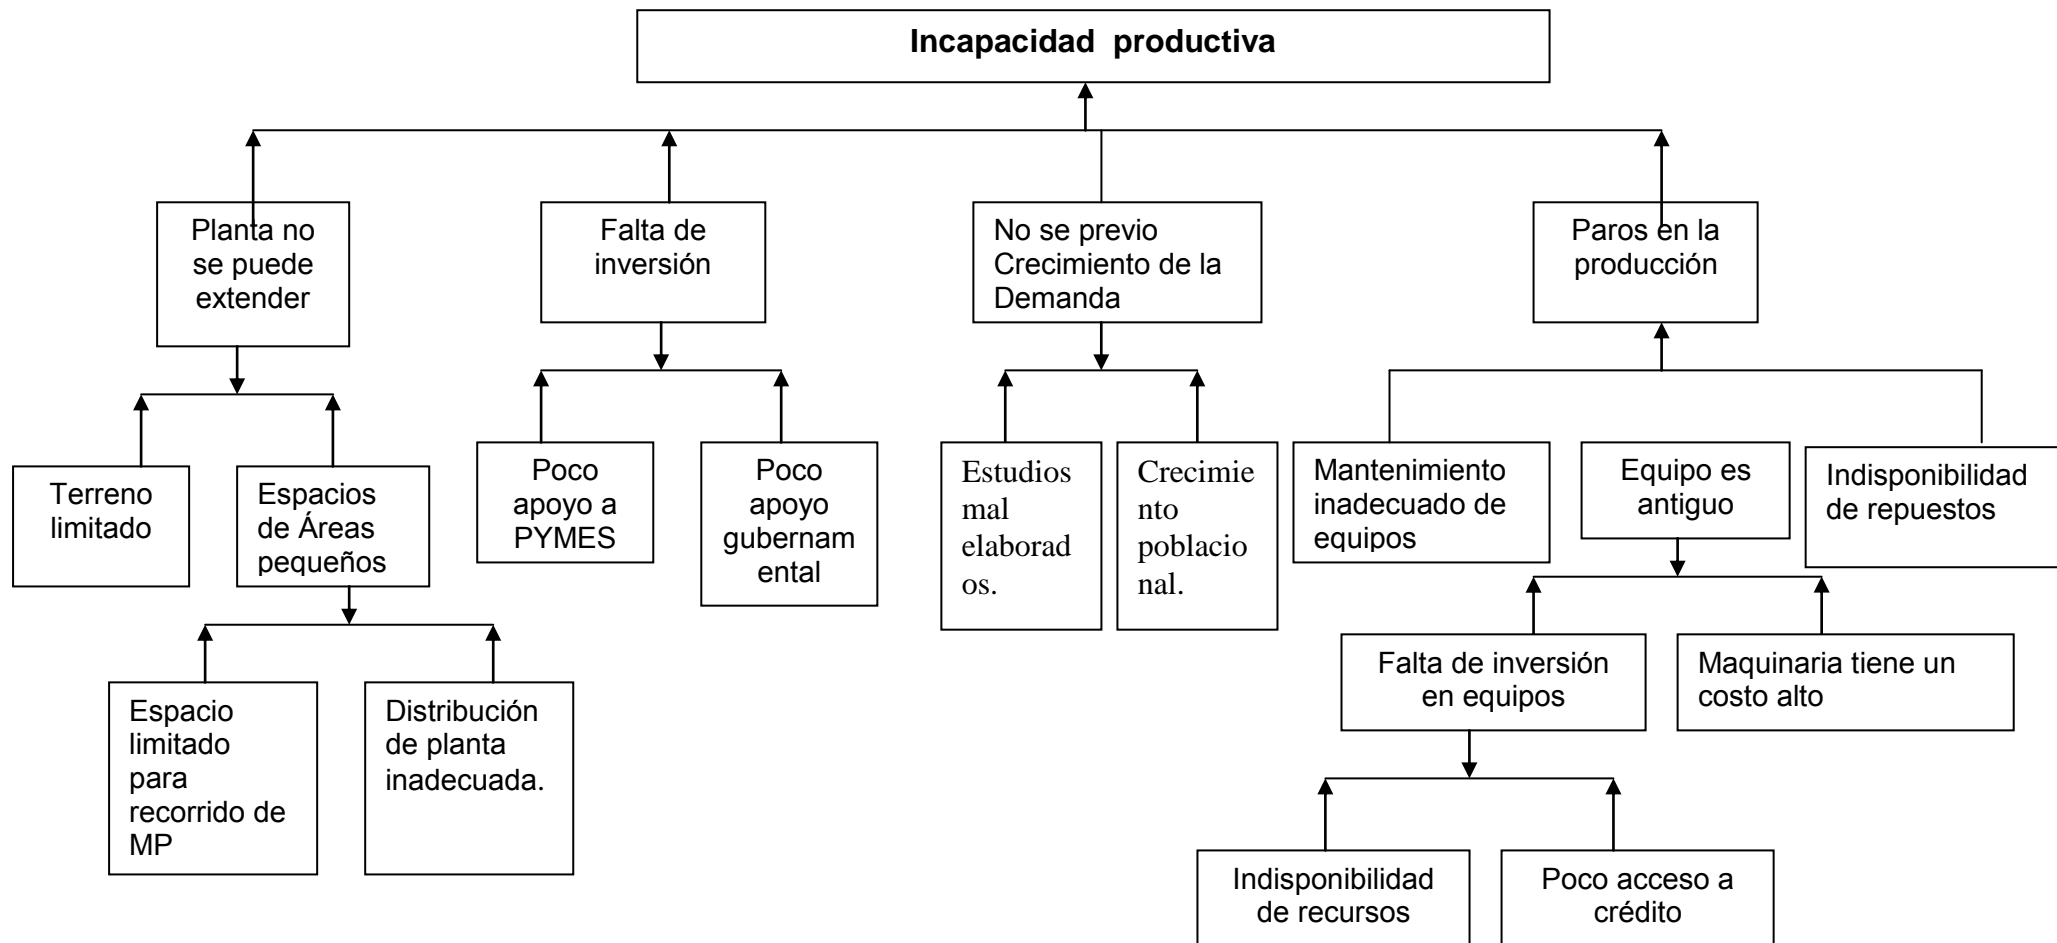 Incapacidad productiva
Planta no
se puede
extender
Falta de
inversión
No se previo
Crecimiento de la
Demanda
Paros en la
producción
Terreno
limitado
Espacios
de Áreas
pequeños
Poco
apoyo a
PYMES
Poco
apoyo
gubernam
ental
Estudios
mal
elaborad
os.
Crecimie
nto
poblacio
nal.
Mantenimiento
inadecuado de
equipos
Equipo es
antiguo
Indisponibilidad
de repuestos
Espacio
limitado
para
recorrido de
MP
Distribución
de planta
inadecuada.
Falta de inversión
en equipos
Maquinaria tiene un
costo alto
Indisponibilidad
de recursos
Poco acceso a
crédito